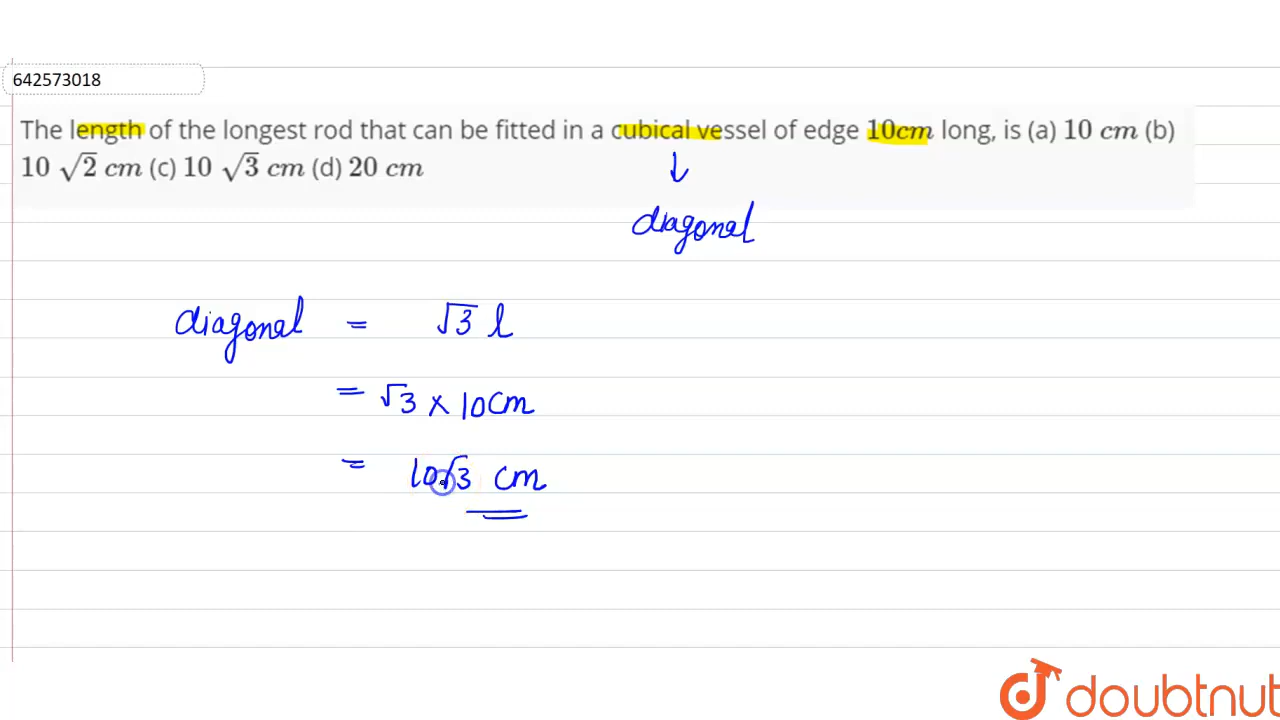 642573018
The length of the longest rod that can be fitted in a cubical vessel of edge 10cm long, is (a) 10 cm (b)
10 √2 cm (c) 10 √3 cm (d) 20 cm
↓
diagonal
diagonal = √3 l
= √3 × 10cm
= 10√3 cm
doubtnut